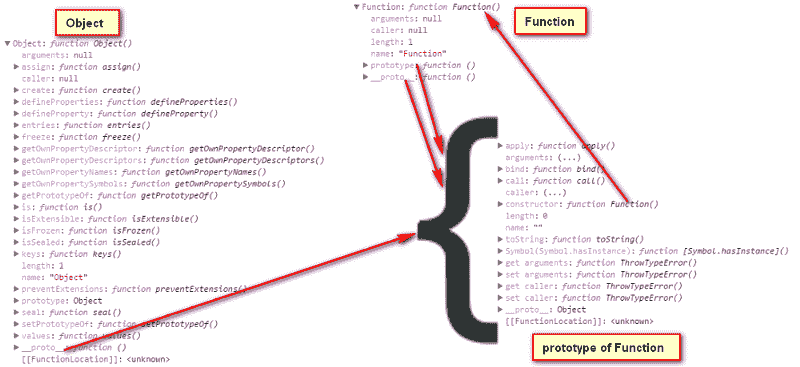 Object
Object: function Object()
arguments: null
assign: function assign()
caller: null
create: function create()
defineProperties: function defineProperties()
defineProperty: function defineProperty()
entries: function entries()
freeze: function freeze()
getOwnPropertyDescriptor: function getOwnPropertyDescriptor()
getOwnPropertyDescriptors: function getOwnPropertyDescriptors()
getOwnPropertyNames: function getOwnPropertyNames()
getOwnPropertySymbols: function getOwnPropertySymbols()
getPrototypeOf: function getPrototypeOf()
is: function is()
isExtensible: function isExtensible()
isFrozen: function isFrozen()
isSealed: function isSealed()
keys: function keys()
length: 1
name: "Object"
preventExtensions: function preventExtensions()
prototype: Object
seal: function seal()
setPrototypeOf: function setPrototypeOf()
values: function values()
__proto__: function ()
[[FunctionLocation]]: <unknown>
Function: function Function()
arguments: null
caller: null
length: 1
name: "Function"
prototype: function ()
__proto__: function ()
Function
{
apply: function apply()
arguments: (...)
bind: function bind()
call: function call()
caller: (...)
constructor: function Function()
length: 0
name: ""
toString: function toString()
Symbol(Symbol.hasInstance): function [Symbol.hasInstance]()
get arguments: function ThrowTypeError()
set arguments: function ThrowTypeError()
get caller: function ThrowTypeError()
set caller: function ThrowTypeError()
__proto__: Object
[[FunctionLocation]]: <unknown>
prototype of Function